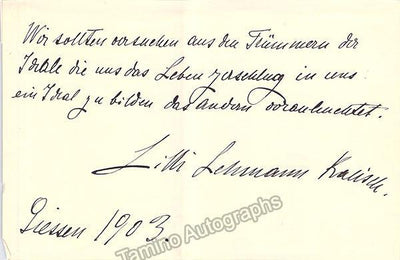 Wir sollten versuchen aus den Trümmern der
Ideale die uns das Leben zerschlug in uns
ein Ideal zu bilden das andern voranleuchtet.
Lilli Lehmann Kalisch.
Giessen 1903.
Tamino Autographs